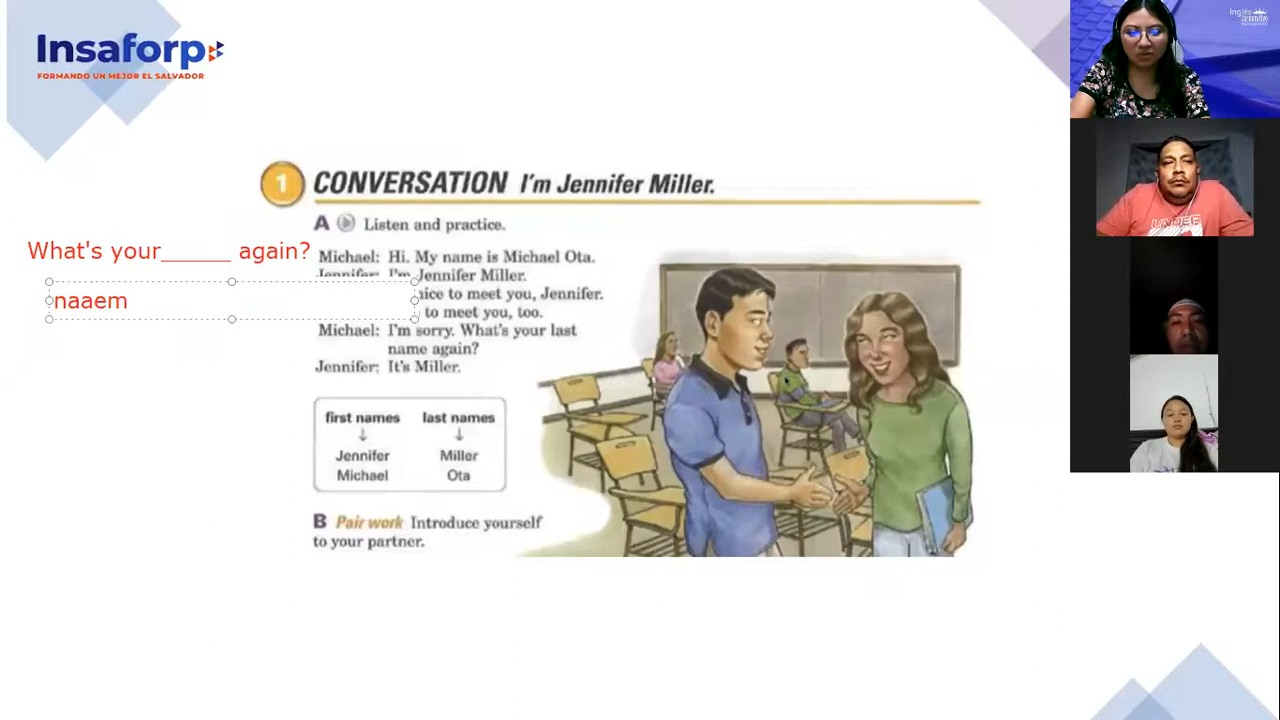 Insaforp
FORMANDO UN MEJOR EL SALVADOR
1 CONVERSATION I'm Jennifer Miller.
A Listen and practice.
What's your______ again?
Michael: Hi. My name is Michael Ota.
Jennifer: I'm Jennifer Miller.
naaem
nice to meet you, Jennifer.
to meet you, too.
Michael: I'm sorry. What's your last
name again?
Jennifer: It's Miller.
first names last names
↓ ↓
Jennifer Miller
Michael Ota
B Pair work Introduce yourself
to your partner.
Inglés